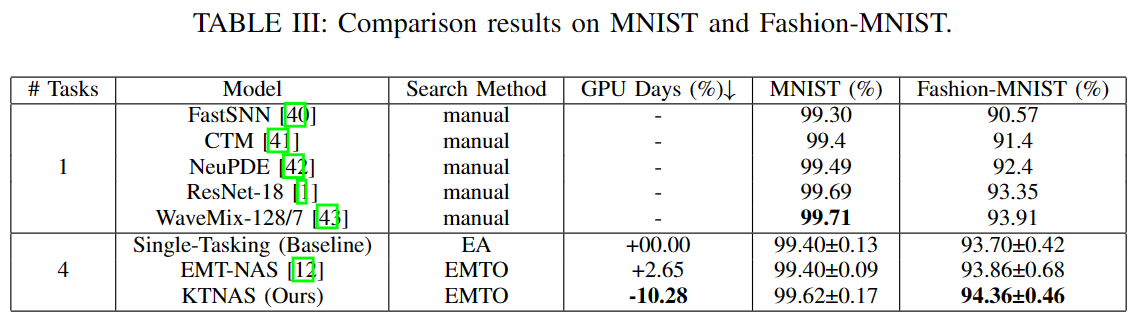 TABLE III: Comparison results on MNIST and Fashion-MNIST.
# Tasks Model Search Method GPU Days (%)↓ MNIST (%) Fashion-MNIST (%)
FastSNN [40] manual - 99.30 90.57
CTM [41] manual - 99.4 91.4
1 NeuPDE [42] manual - 99.49 92.4
ResNet-18 [1] manual - 99.69 93.35
WaveMix-128/7 [43] manual - 99.71 93.91
Single-Tasking (Baseline) EA +00.00 99.40±0.13 93.70±0.42
4 EMT-NAS [12] EMTO +2.65 99.40±0.09 93.86±0.68
KTNAS (Ours) EMTO -10.28 99.62±0.17 94.36±0.46